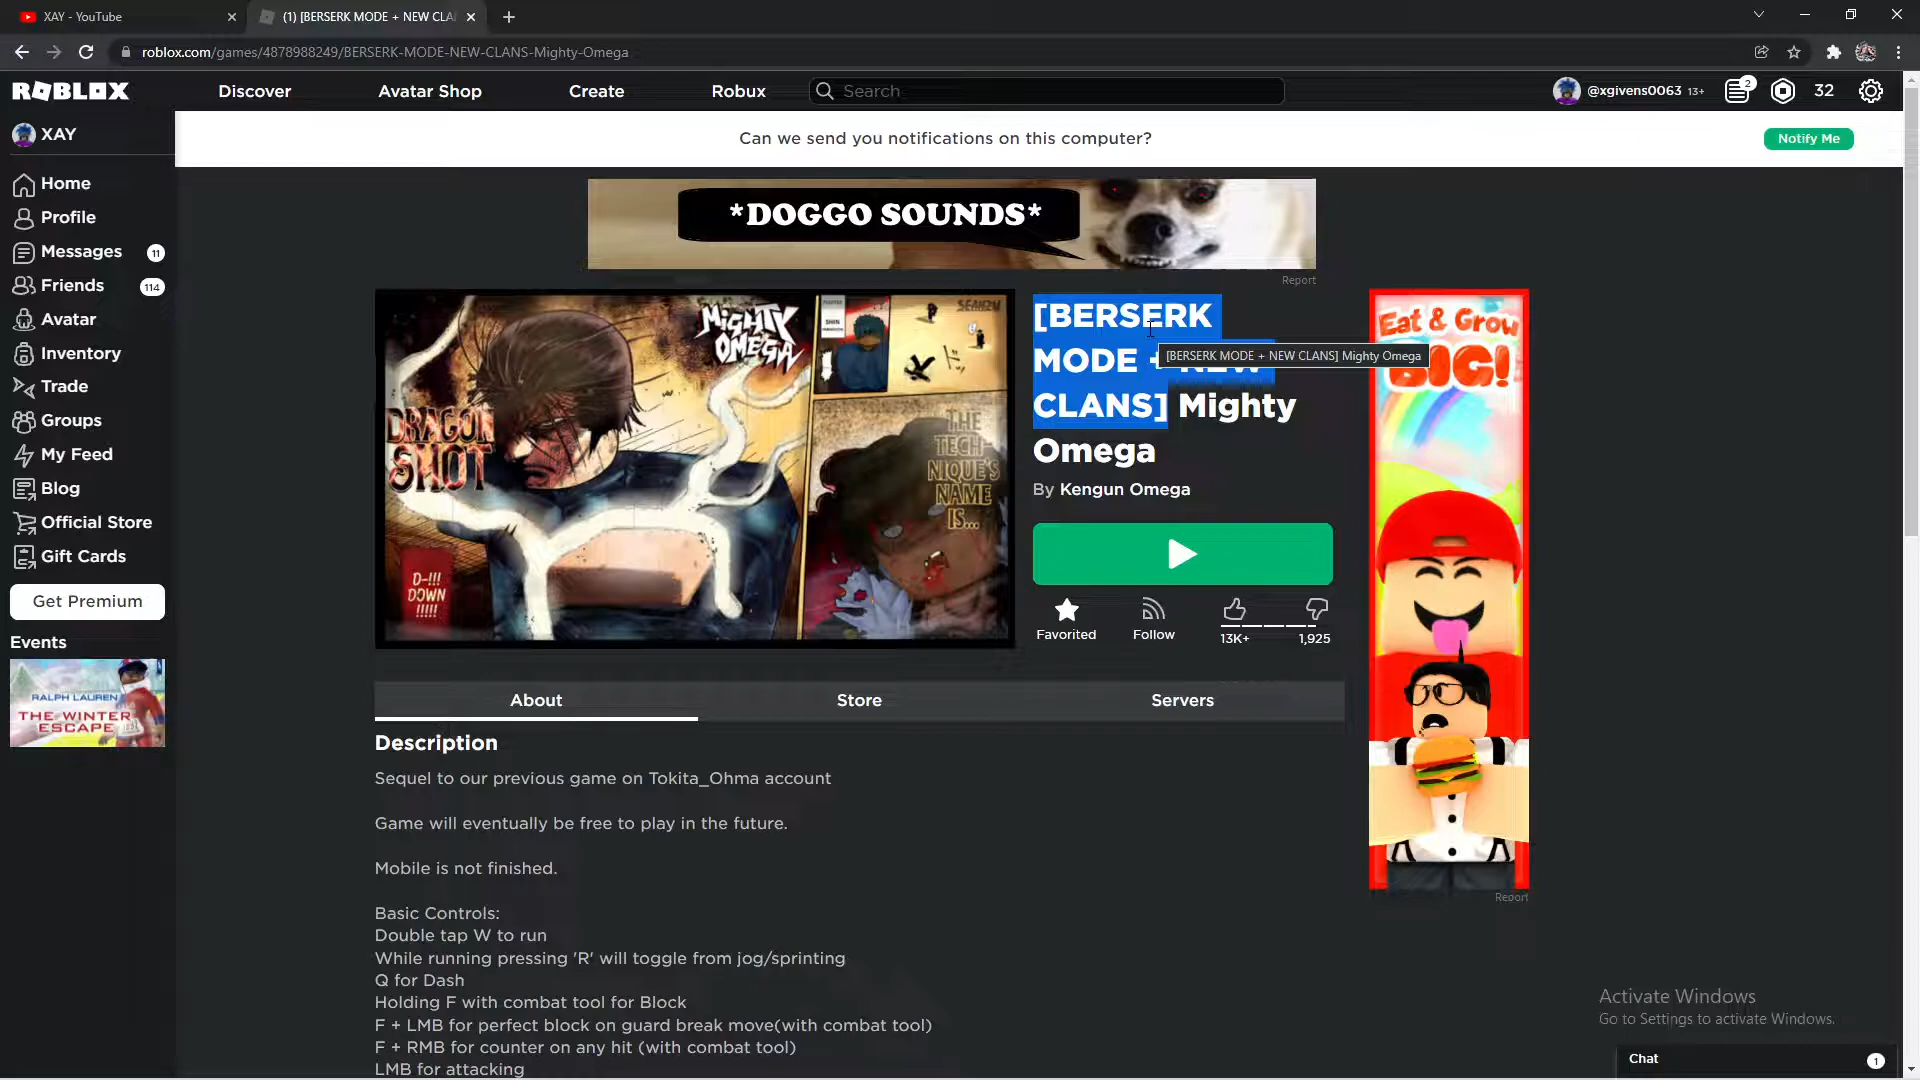 XAY - YouTube
(1) [BERSERK MODE + NEW CLA
roblox.com/games/4878988249/BERSERK-MODE-NEW-CLANS-Mighty-Omega
ROBLOX
Discover
Avatar Shop
Create
Robux
Search
@xgivens0063 13+
2
32
XAY
Can we send you notifications on this computer?
Notify Me
Home
Profile
Messages 11
Friends 114
Avatar
Inventory
Trade
Groups
My Feed
Blog
Official Store
Gift Cards
Get Premium
Events
RALPH LAUREN
THE WINTER
ESCAPE
*DOGGO SOUNDS*
Report
MIGHTY
OMEGA
DRAGON
SHOT
D-!!!
DOWN
!!!!!
SHIN
THE
TECH-
NIQUE'S
NAME
IS...
[BERSERK
MODE + NEW
CLANS] Mighty
Omega
[BERSERK MODE + NEW CLANS] Mighty Omega
By Kengun Omega
Favorited
Follow
13K+
1,925
Eat & Grow
BIG!
Report
About
Store
Servers
Description
Sequel to our previous game on Tokita_Ohma account
Game will eventually be free to play in the future.
Mobile is not finished.
Basic Controls:
Double tap W to run
While running pressing 'R' will toggle from jog/sprinting
Q for Dash
Holding F with combat tool for Block
F + LMB for perfect block on guard break move(with combat tool)
F + RMB for counter on any hit (with combat tool)
LMB for attacking
Activate Windows
Go to Settings to activate Windows.
Chat
1